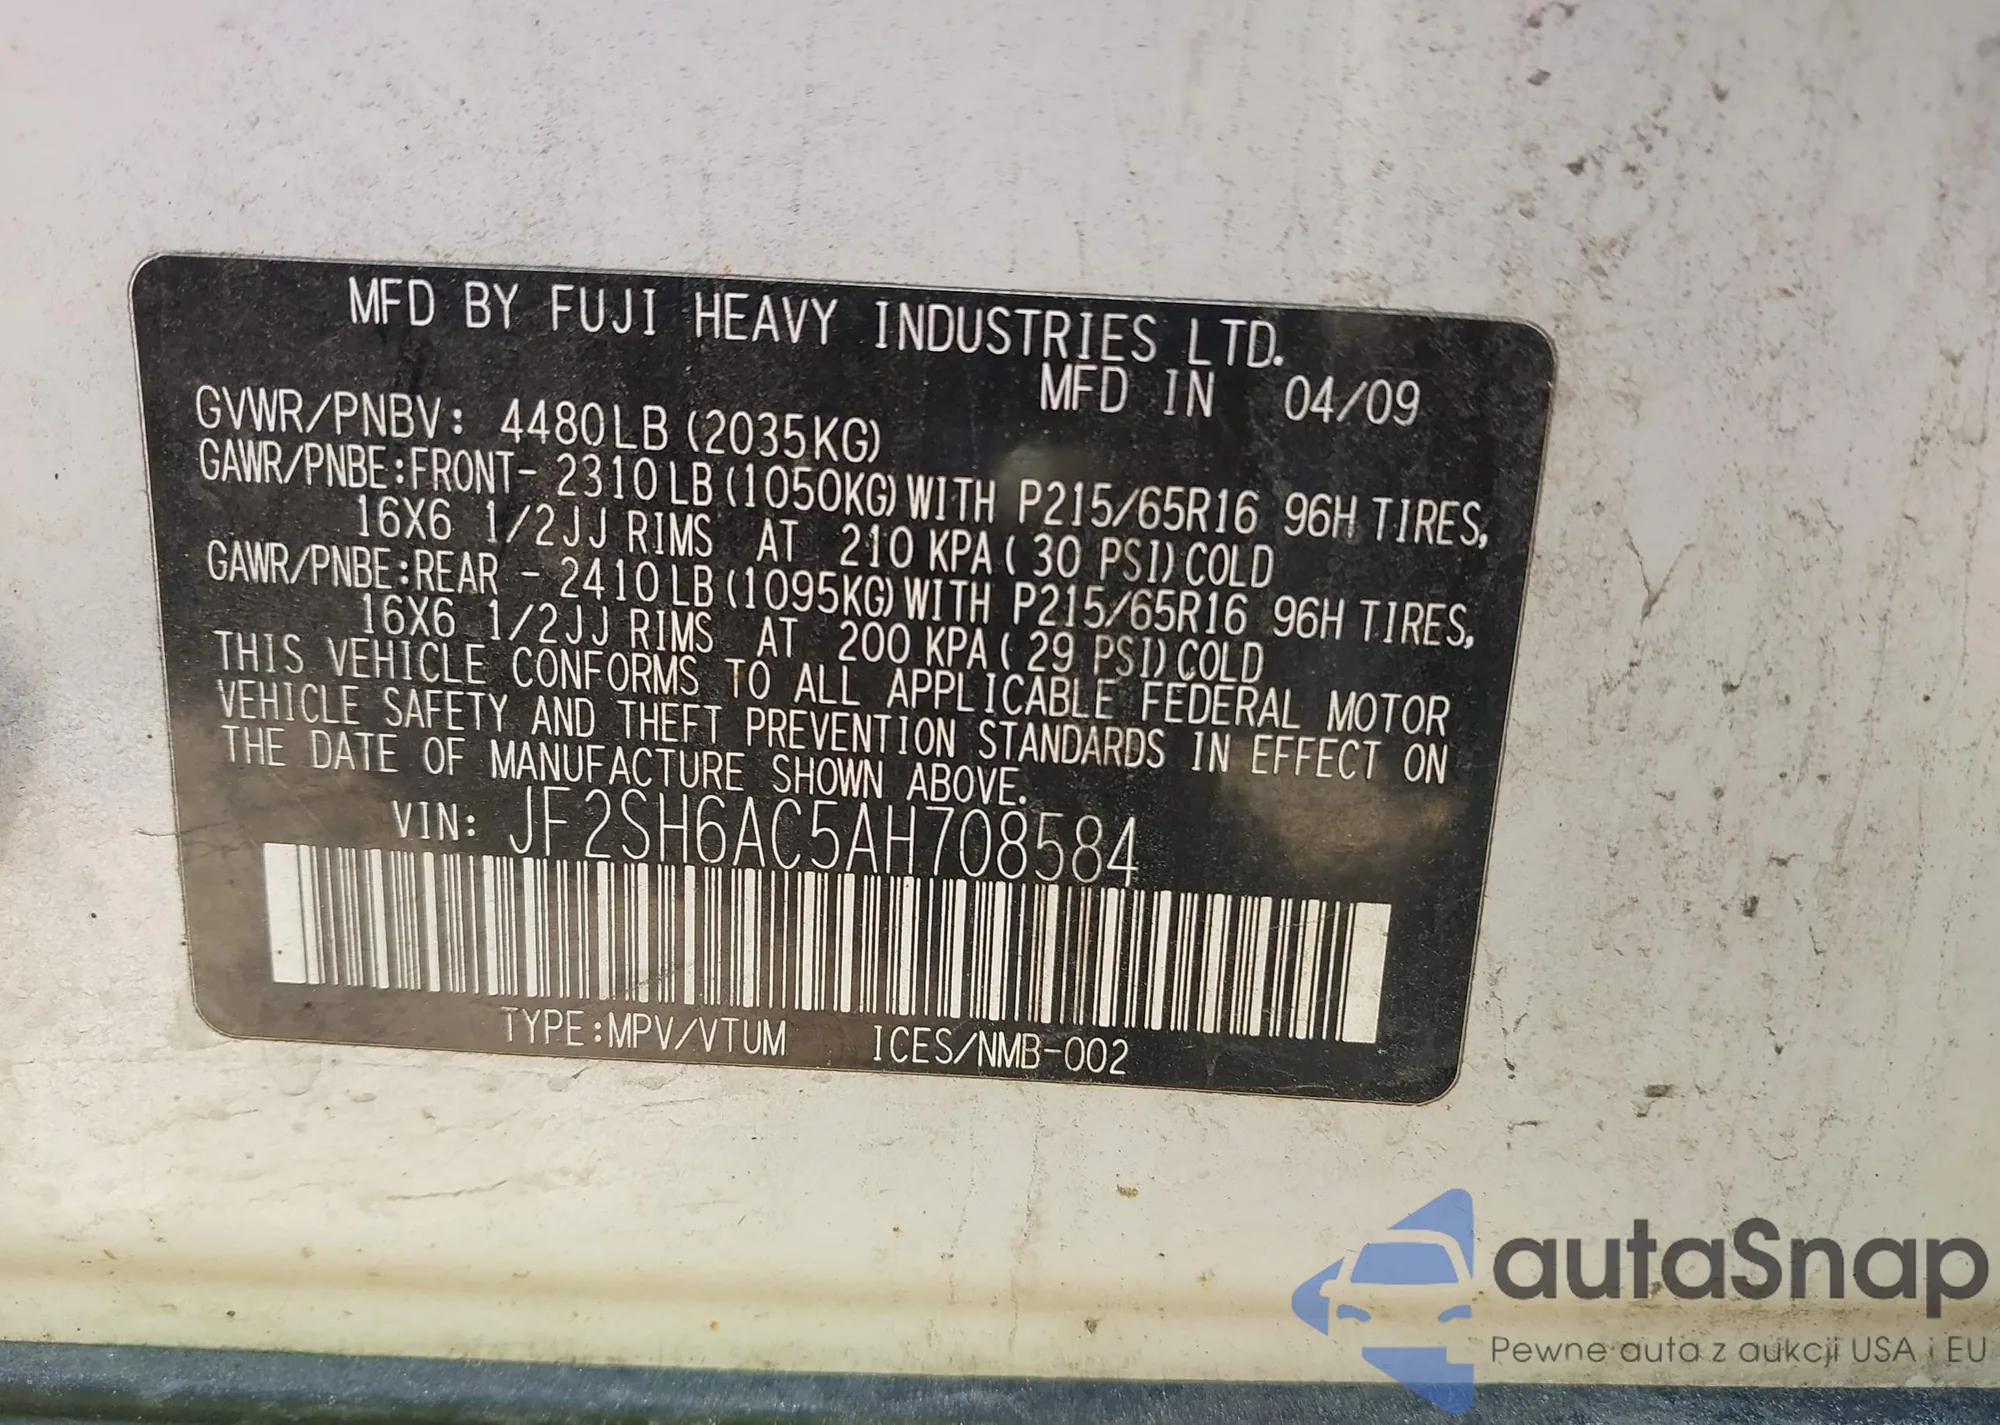 MFD BY FUJI HEAVY INDUSTRIES LTD.
MFD IN 04/09
GVWR/PNBV: 4480LB (2035KG)
GAWR/PNBE:FRONT- 2310LB (1050KG) WITH P215/65R16 96H TIRES,
16X6 1/2JJ RIMS AT 210 KPA ( 30 PSI) COLD
GAWR/PNBE:REAR - 2410LB (1095KG) WITH P215/65R16 96H TIRES,
16X6 1/2JJ RIMS AT 200 KPA ( 29 PSI) COLD
THIS VEHICLE CONFORMS TO ALL APPLICABLE FEDERAL MOTOR
VEHICLE SAFETY AND THEFT PREVENTION STANDARDS IN EFFECT ON
THE DATE OF MANUFACTURE SHOWN ABOVE.
VIN: JF2SH6AC5AH708584
TYPE:MPV/VTUM ICES/NMB-002
autaSnap
Pewne auta z aukcji USA i EU